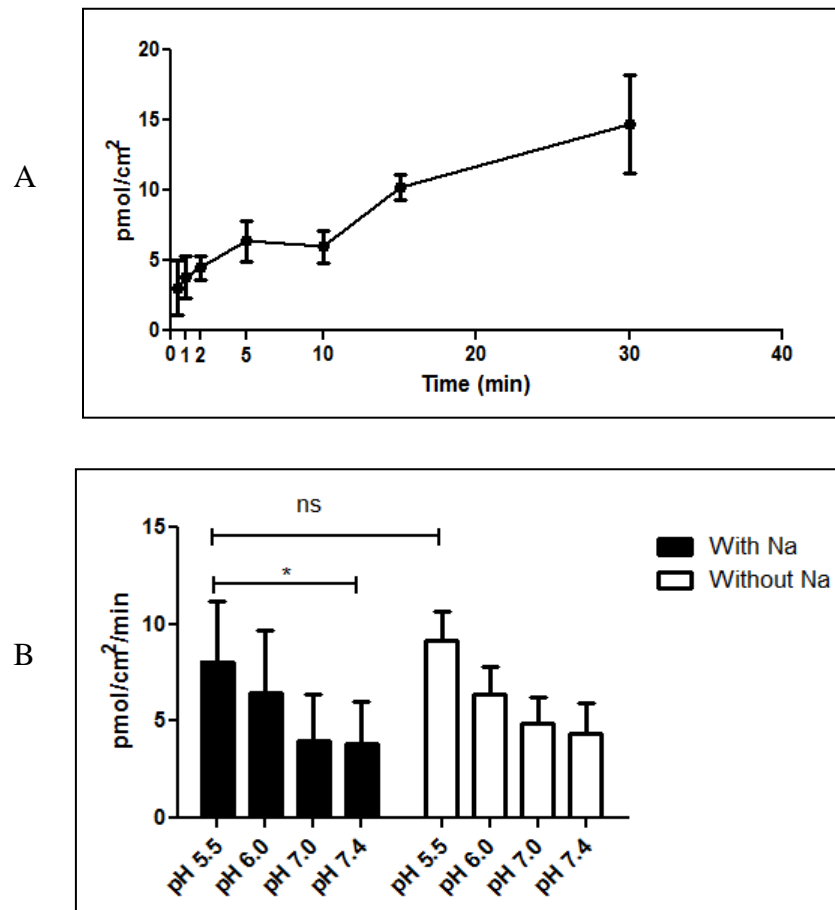 A
20
15
10
5
0
pmol/cm²
0 1 2 5 10 20 30 40
Time (min)
B
ns
*
15
10
5
0
pmol/cm²/min
pH 5.5 pH 6.0 pH 7.0 pH 7.4 pH 5.5 pH 6.0 pH 7.0 pH 7.4
With Na
Without Na